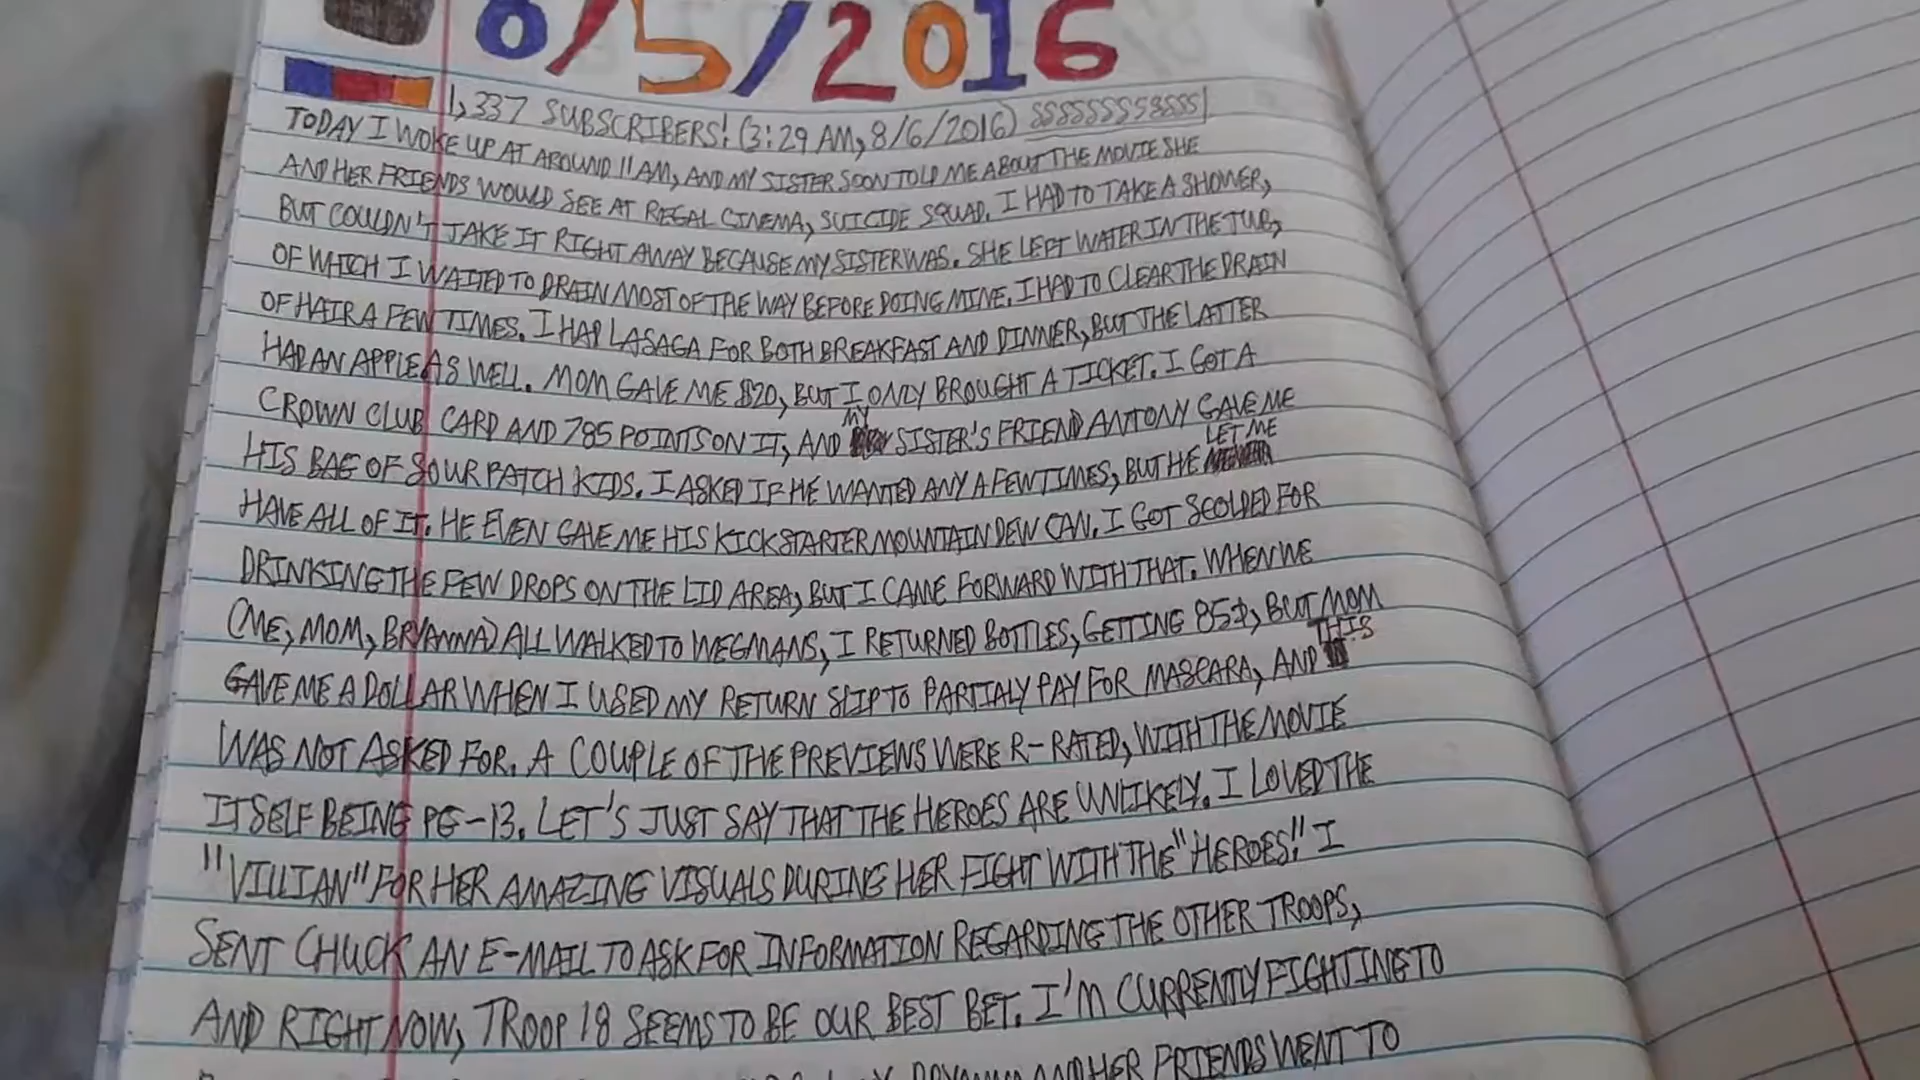 8/5/2016
1,337 SUBSCRIBERS! (3:29 AM, 8/6/2016) SSSSSSSSSSSSS
TODAY I WOKE UP AT AROUND 11 AM, AND MY SISTER SOON TOLD ME ABOUT THE MOVIE SHE
AND HER FRIENDS WOULD SEE AT REGAL CINEMA, SUICIDE SQUAD. I HAD TO TAKE A SHOWER,
BUT COULDN'T TAKE IT RIGHT AWAY BECAUSE MY SISTER WAS. SHE LEFT WATER IN THE TUB,
OF WHICH I WAITED TO DRAIN MOST OF THE WAY BEFORE DOING MINE. I HAD TO CLEAR THE DRAIN
OF HAIR A FEW TIMES. I HAD LASAGA FOR BOTH BREAKFAST AND DINNER, BUT THE LATTER
HAD AN APPLE AS WELL. MOM GAVE ME $20, BUT I ONLY BROUGHT A TICKET. I GOT A
CROWN CLUB CARD AND 785 POINTS ON IT, AND MY SISTER'S FRIEND ANTONY GAVE ME
HIS BAG OF SOUR PATCH KIDS. I ASKED IF HE WANTED ANY A FEW TIMES, BUT HE LET ME
HAVE ALL OF IT. HE EVEN GAVE ME HIS KICKSTARTER MOUNTAIN DEW CAN. I GOT SCOLDED FOR
DRINKING THE FEW DROPS ON THE LID AREA, BUT I CAME FORWARD WITH THAT. WHEN WE
(ME, MOM, BRYANNA) ALL WALKED TO WEGMANS, I RETURNED BOTTLES, GETTING 85¢, BUT MOM
GAVE ME A DOLLAR WHEN I USED MY RETURN SLIP TO PARTIALY PAY FOR MASCARA, AND THIS
WAS NOT ASKED FOR. A COUPLE OF THE PREVIEWS WERE R-RATED, WITH THE MOVIE
ITSELF BEING PG-13. LET'S JUST SAY THAT THE HEROES ARE UNLIKELY. I LOVED THE
"VILLIAN" FOR HER AMAZING VISUALS DURING HER FIGHT WITH THE "HEROES." I
SENT CHUCK AN E-MAIL TO ASK FOR INFORMATION REGARDING THE OTHER TROOPS,
AND RIGHT NOW, TROOP 18 SEEMS TO BE OUR BEST BET. I'M CURRENTLY FIGHTING TO
BRYANNA AND HER FRIENDS WENT TO